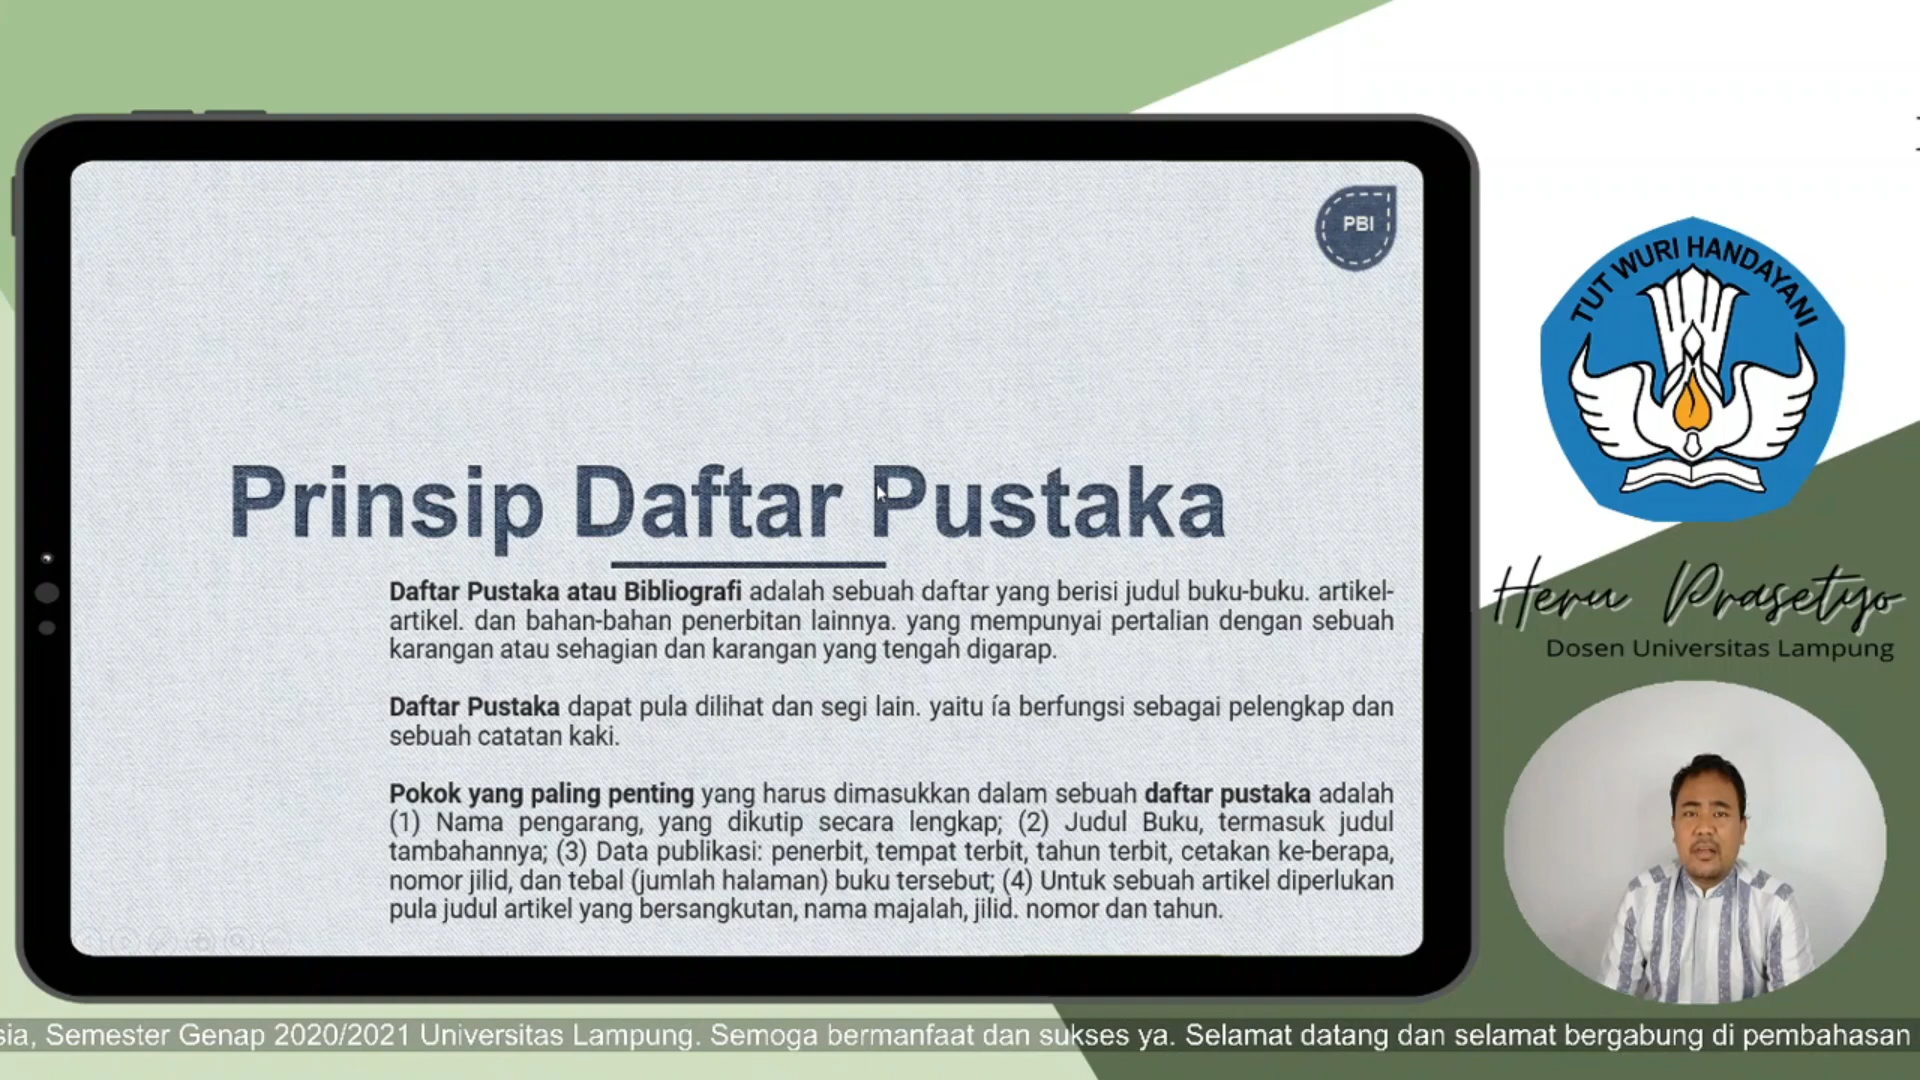 PBI
Prinsip Daftar Pustaka
Daftar Pustaka atau Bibliografi adalah sebuah daftar yang berisi judul buku-buku. artikel-
artikel. dan bahan-bahan penerbitan lainnya. yang mempunyai pertalian dengan sebuah
karangan atau sehagian dan karangan yang tengah digarap.
Daftar Pustaka dapat pula dilihat dan segi lain. yaitu ía berfungsi sebagai pelengkap dan
sebuah catatan kaki.
Pokok yang paling penting yang harus dimasukkan dalam sebuah daftar pustaka adalah
(1) Nama pengarang, yang dikutip secara lengkap; (2) Judul Buku, termasuk judul
tambahannya; (3) Data publikasi: penerbit, tempat terbit, tahun terbit, cetakan ke-berapa,
nomor jilid, dan tebal (jumlah halaman) buku tersebut; (4) Untuk sebuah artikel diperlukan
pula judul artikel yang bersangkutan, nama majalah, jilid. nomor dan tahun.
TUT WURI HANDAYANI
Heru Prasetyo
Dosen Universitas Lampung
sia, Semester Genap 2020/2021 Universitas Lampung. Semoga bermanfaat dan sukses ya. Selamat datang dan selamat bergabung di pembahasan